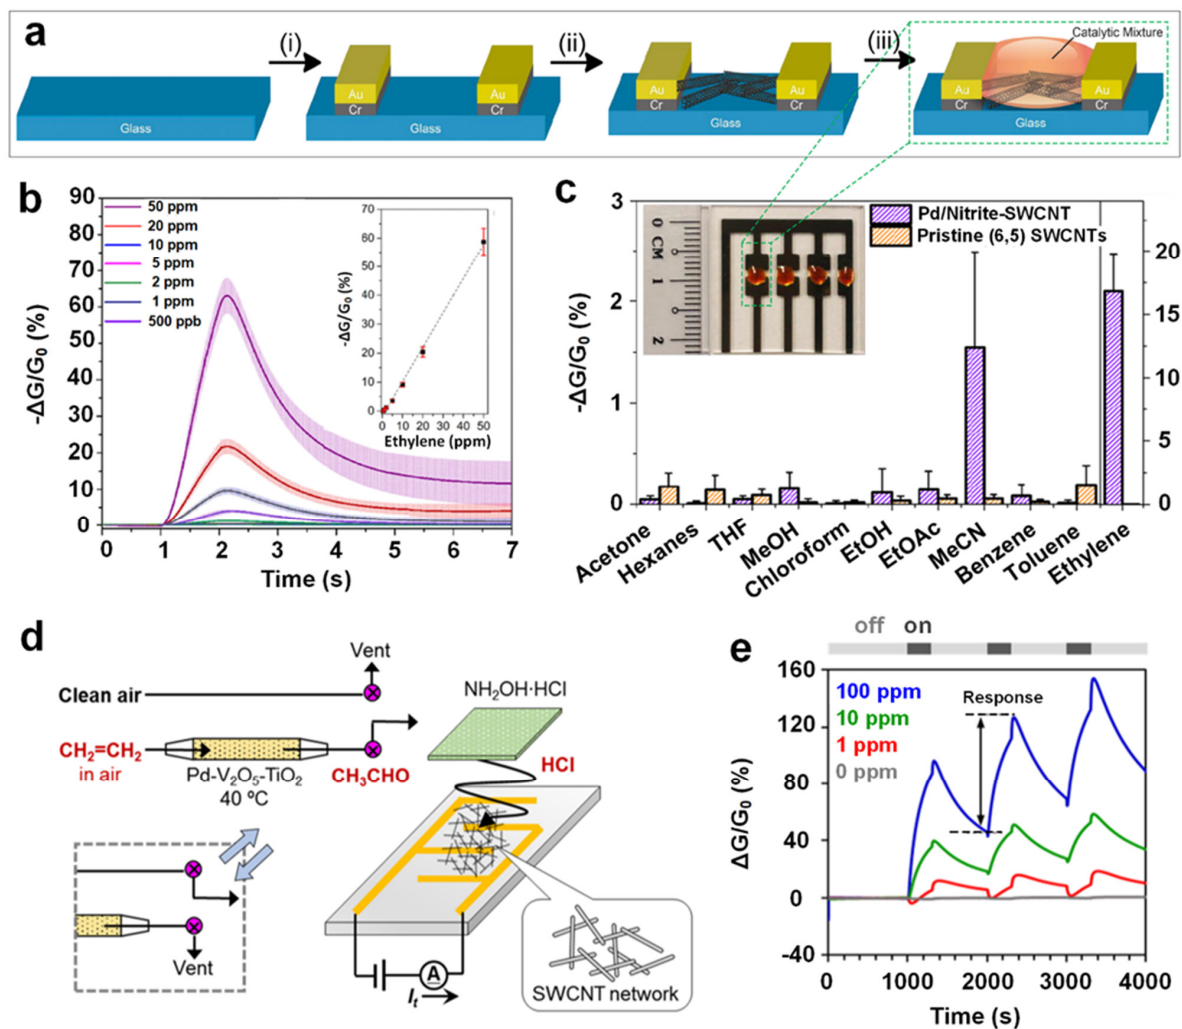 a
(i)
(ii)
(iii)
Catalytic Mixture
Au
Cr
Au
Cr
Au
Cr
Au
Cr
Au
Cr
Au
Cr
Glass
Glass
Glass
Glass
b
90
80
70
60
50
40
30
20
10
0
-ΔG/G₀ (%)
50 ppm
20 ppm
10 ppm
5 ppm
2 ppm
1 ppm
500 ppb
70
60
50
40
30
20
10
0
-ΔG/G₀ (%)
0 10 20 30 40 50
Ethylene (ppm)
0 1 2 3 4 5 6 7
Time (s)
c
3
2
1
0
-ΔG/G₀ (%)
0 CM 1 2
Pd/Nitrite-SWCNT
Pristine (6,5) SWCNTs
20
15
10
5
0
Acetone
Hexanes
THF
MeOH
Chloroform
EtOH
EtOAc
MeCN
Benzene
Toluene
Ethylene
d
Vent
Clean air
CH₂=CH₂
in air
Pd-V₂O₅-TiO₂
40 ºC
CH₃CHO
NH₂OH·HCl
HCl
Vent
A
Iₜ
SWCNT network
e
off on
160
120
80
40
0
-40
ΔG/G₀ (%)
100 ppm
10 ppm
1 ppm
0 ppm
Response
0 1000 2000 3000 4000
Time (s)